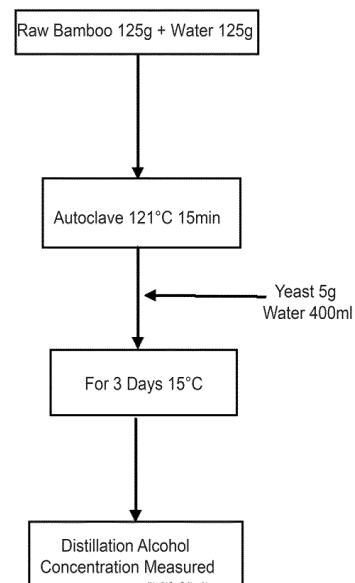 Raw Bamboo 125g + Water 125g
Autoclave 121°C 15min
Yeast 5g
Water 400ml
For 3 Days 15°C
Distillation Alcohol
Concentration Measured